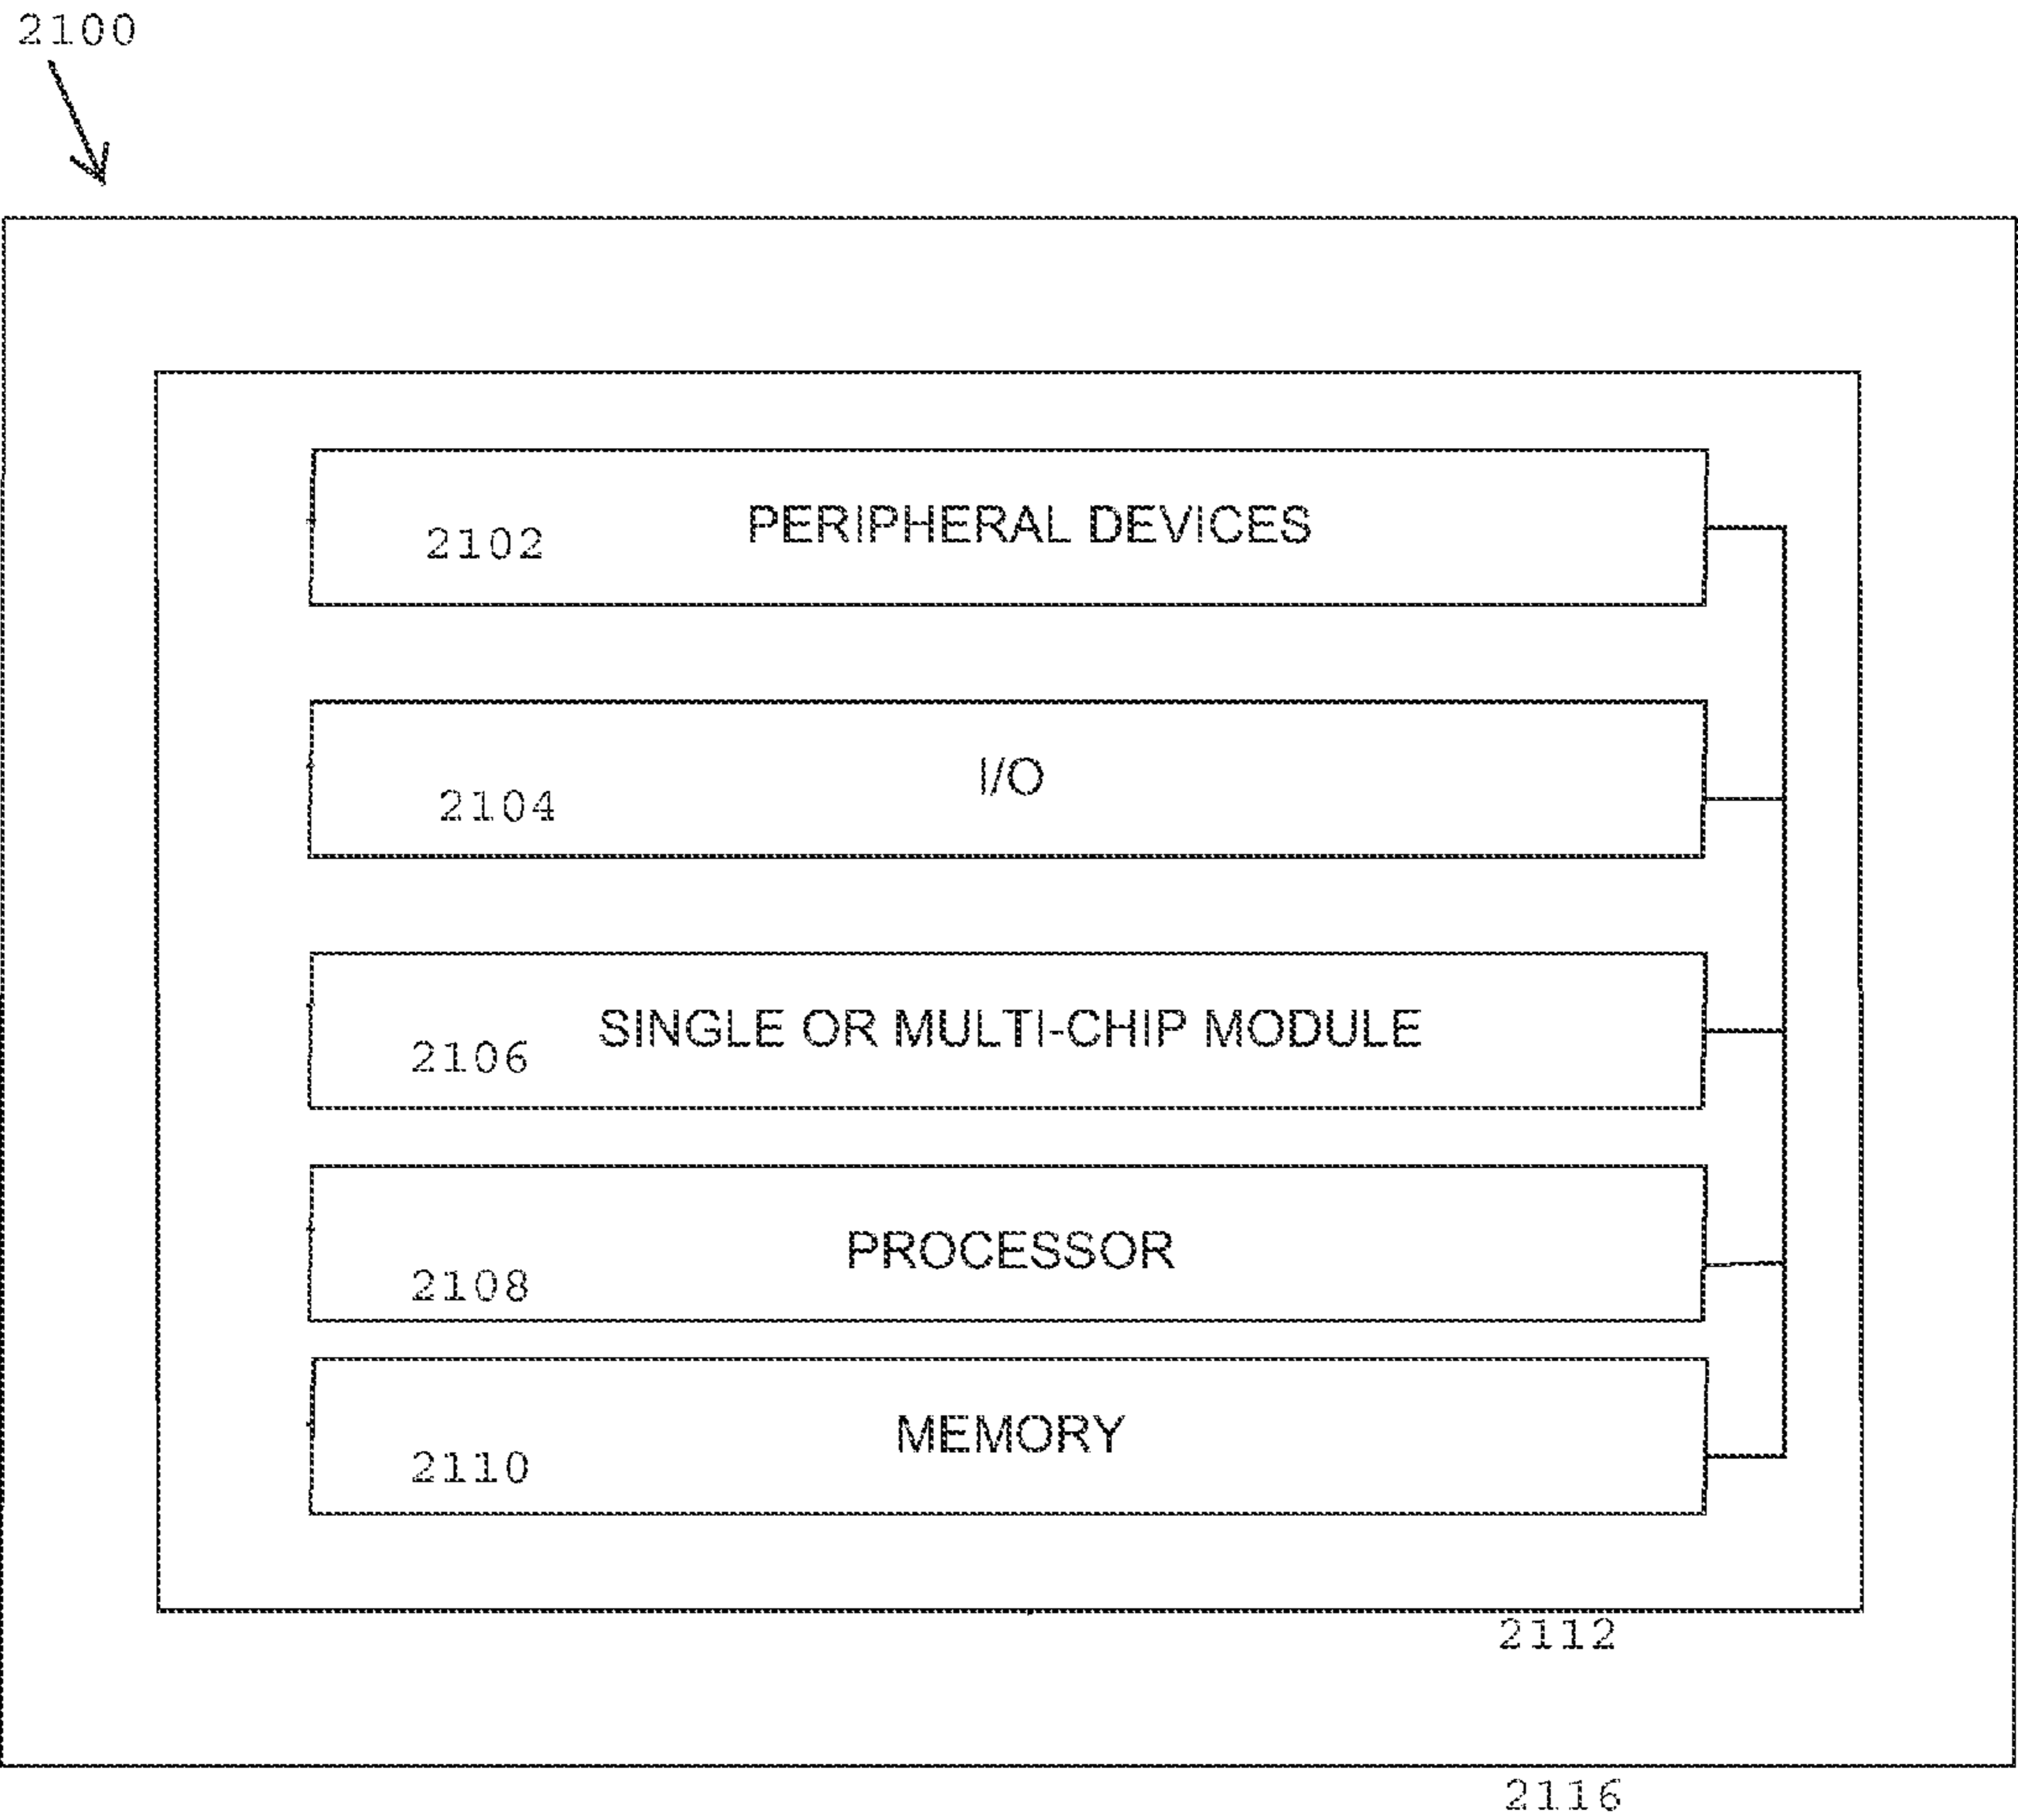 2100
PERIPHERAL DEVICES
2102
I/O
2104
SINGLE OR MULTI-CHIP MODULE
2106
PROCESSOR
2108
MEMORY
2110
2112
2116